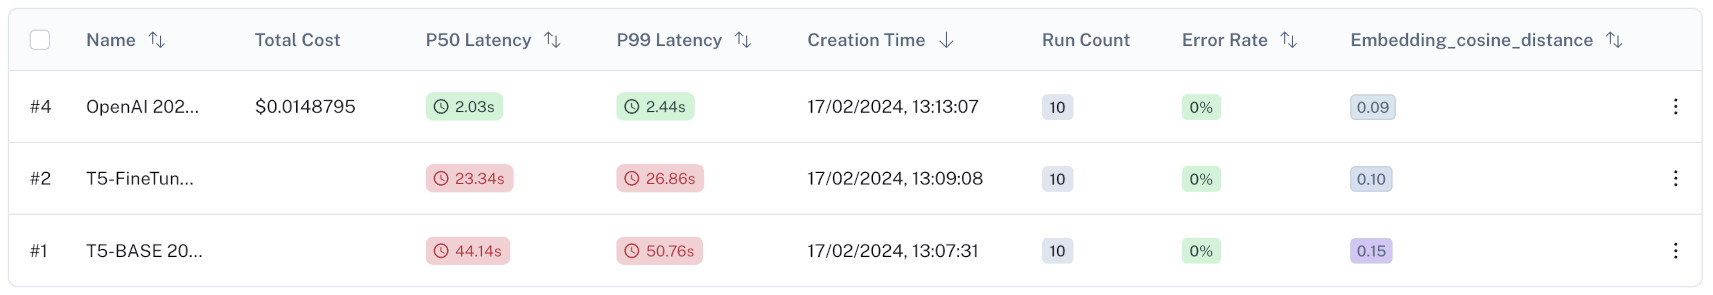 Name Total Cost P50 Latency P99 Latency Creation Time Run Count Error Rate Embedding_cosine_distance
#4 OpenAI 202... $0.0148795 2.03s 2.44s 17/02/2024, 13:13:07 10 0% 0.09
#2 T5-FineTun... 23.34s 26.86s 17/02/2024, 13:09:08 10 0% 0.10
#1 T5-BASE 20... 44.14s 50.76s 17/02/2024, 13:07:31 10 0% 0.15